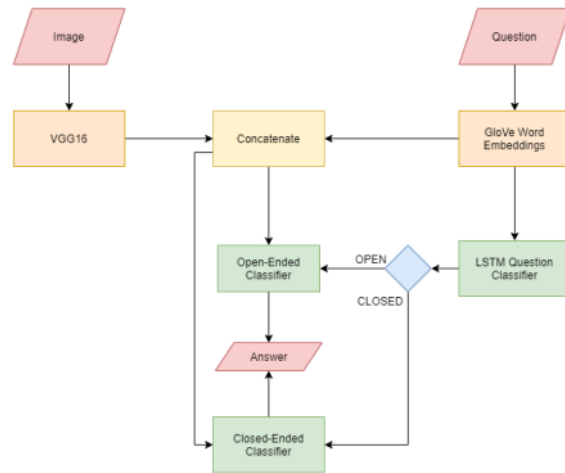 Image
Question
VGG16
Concatenate
GloVe Word
Embeddings
Open-Ended
Classifier
OPEN
LSTM Question
Classifier
CLOSED
Answer
Closed-Ended
Classifier